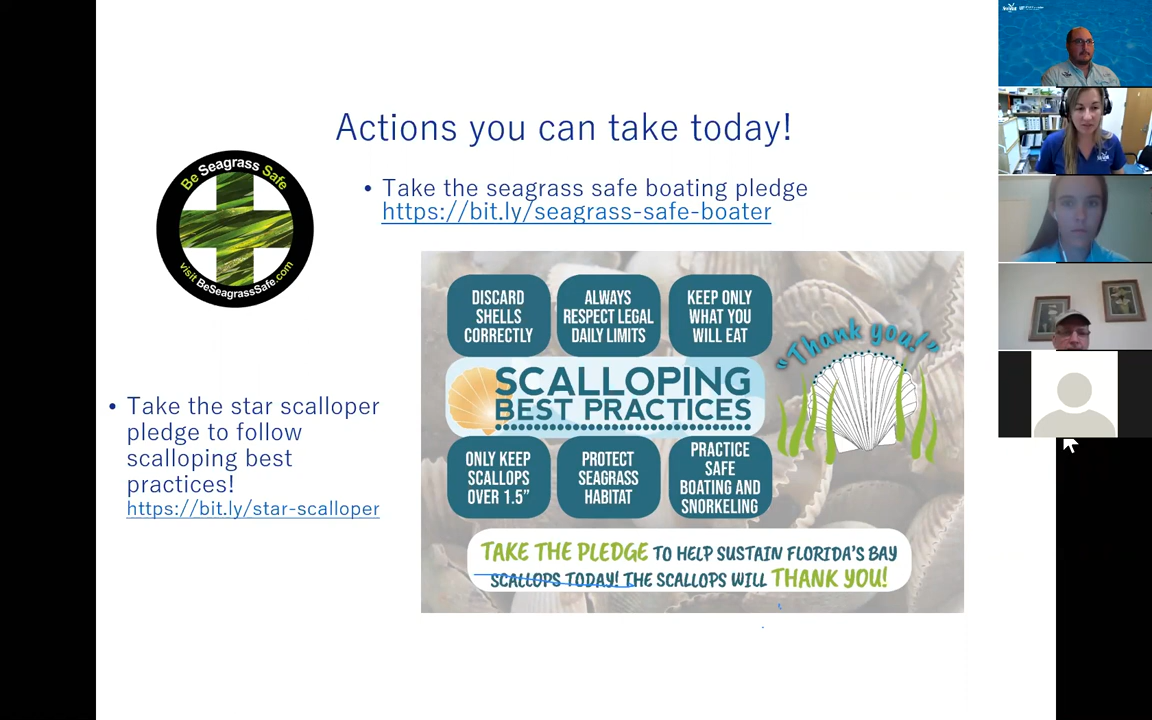 Actions you can take today!
Be Seagrass Safe
visit BeSeagrassSafe.com
• Take the seagrass safe boating pledge
https://bit.ly/seagrass-safe-boater
• Take the star scalloper
pledge to follow
scalloping best
practices!
https://bit.ly/star-scalloper
DISCARD
SHELLS
CORRECTLY
ALWAYS
RESPECT LEGAL
DAILY LIMITS
KEEP ONLY
WHAT YOU
WILL EAT
"Thank you!"
SCALLOPING
BEST PRACTICES
ONLY KEEP
SCALLOPS
OVER 1.5"
PROTECT
SEAGRASS
HABITAT
PRACTICE
SAFE
BOATING AND
SNORKELING
TAKE THE PLEDGE TO HELP SUSTAIN FLORIDA'S BAY
SCALLOPS TODAY! THE SCALLOPS WILL THANK YOU!